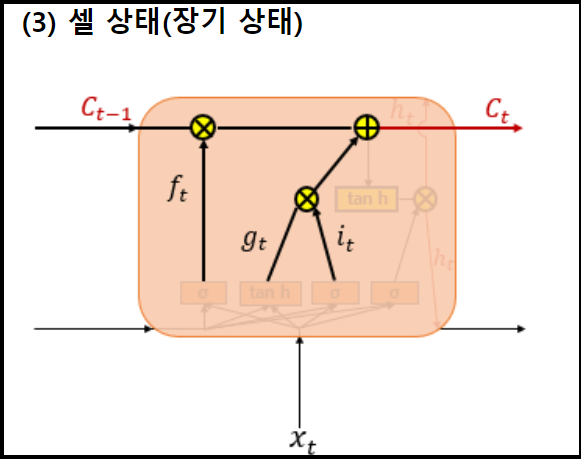 (3) 셀 상태(장기 상태)
C_{t-1}
h_t
C_t
f_t
tan h
g_t
i_t
h_t
σ
tan h
σ
σ
x_t